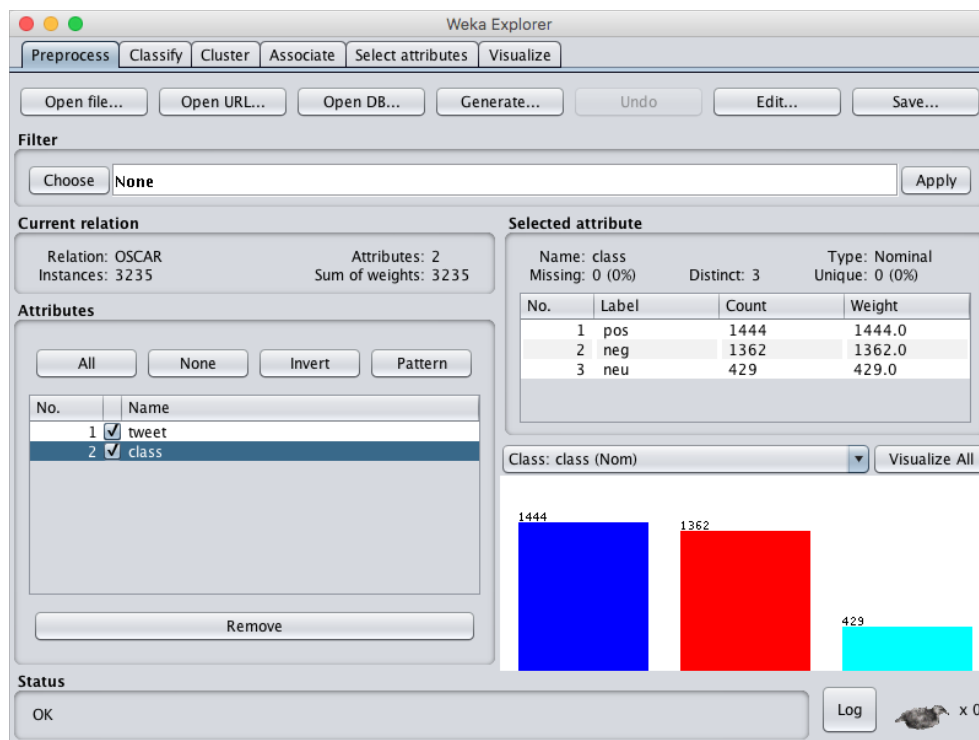 Weka Explorer
Preprocess Classify Cluster Associate Select attributes Visualize
Open file... Open URL... Open DB... Generate... Undo Edit... Save...
Filter
Choose None Apply
Current relation
Relation: OSCAR Attributes: 2
Instances: 3235 Sum of weights: 3235
Selected attribute
Name: class Type: Nominal
Missing: 0 (0%) Distinct: 3 Unique: 0 (0%)
No. Label Count Weight
1 pos 1444 1444.0
2 neg 1362 1362.0
3 neu 429 429.0
Attributes
All None Invert Pattern
No. Name
1 tweet
2 class
Remove
Class: class (Nom) Visualize All
1444
1362
429
Status
OK
Log x 0